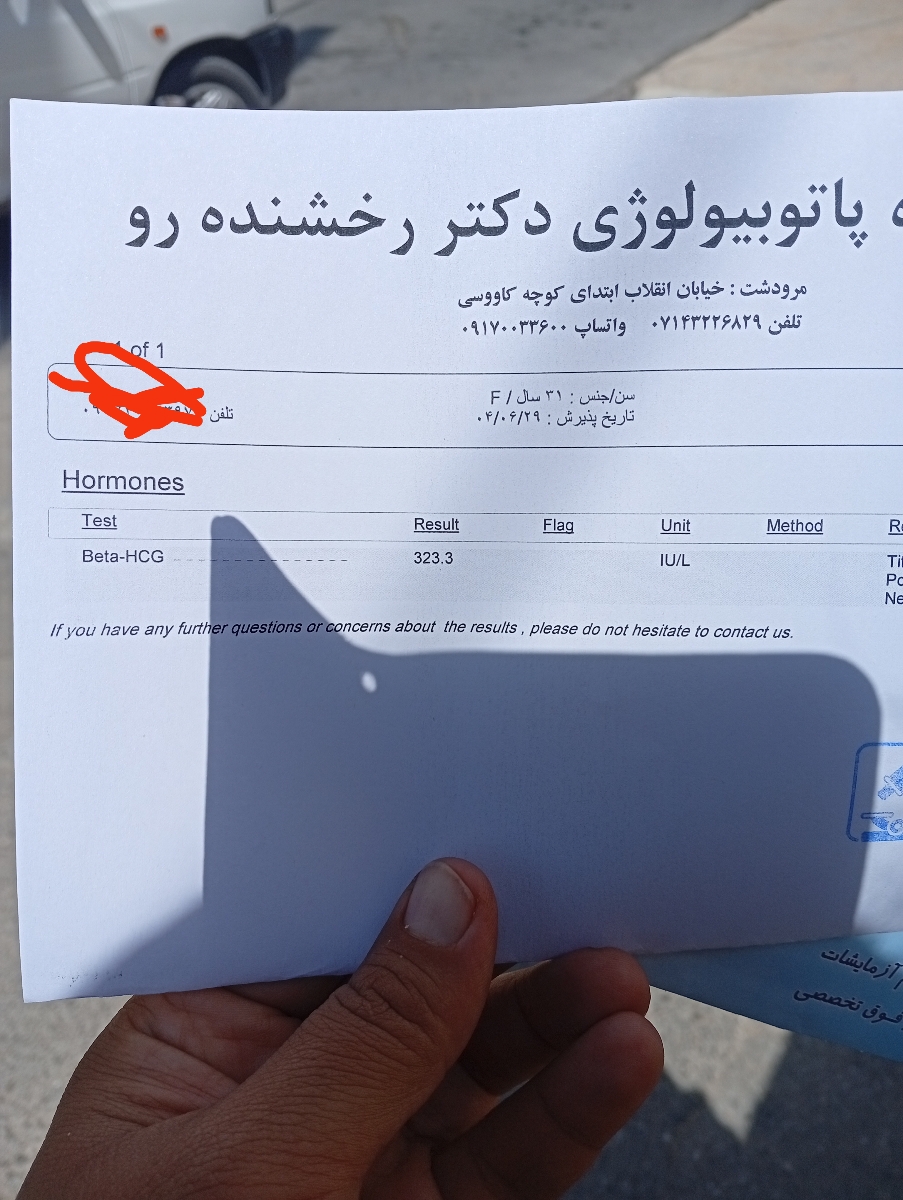 ه پاتوبیولوژی دکتر رخشنده رو
مرودشت : خیابان انقلاب ابتدای کوچه کاووسی
تلفن ۰۷۱۴۳۲۲۶۸۲۹ واتساپ ۰۹۱۷۰۰۳۳۶۰۰
of 1
سن/جنس : ۳۱ سال / F
تاریخ پذیرش : ۰۴/۰۶/۲۹
تلفن
Hormones
Test Result Flag Unit Method
Beta-HCG 323.3 IU/L
If you have any further questions or concerns about the results , please do not hesitate to contact us.
آزمایشات
فوق تخصصی